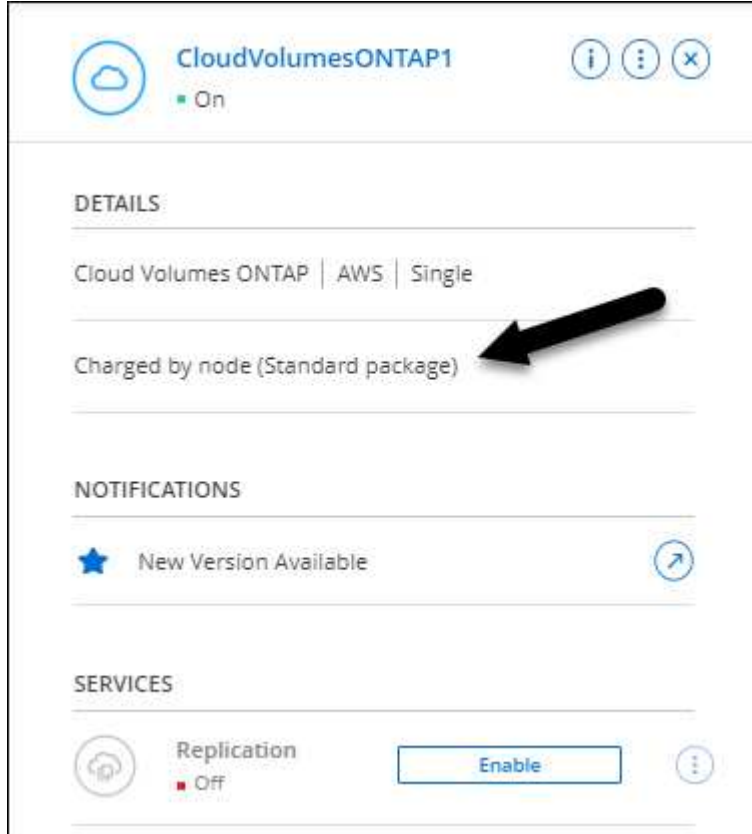 CloudVolumesONTAP1
On
DETAILS
Cloud Volumes ONTAP | AWS | Single
Charged by node (Standard package)
NOTIFICATIONS
New Version Available
SERVICES
Replication
Enable
Off